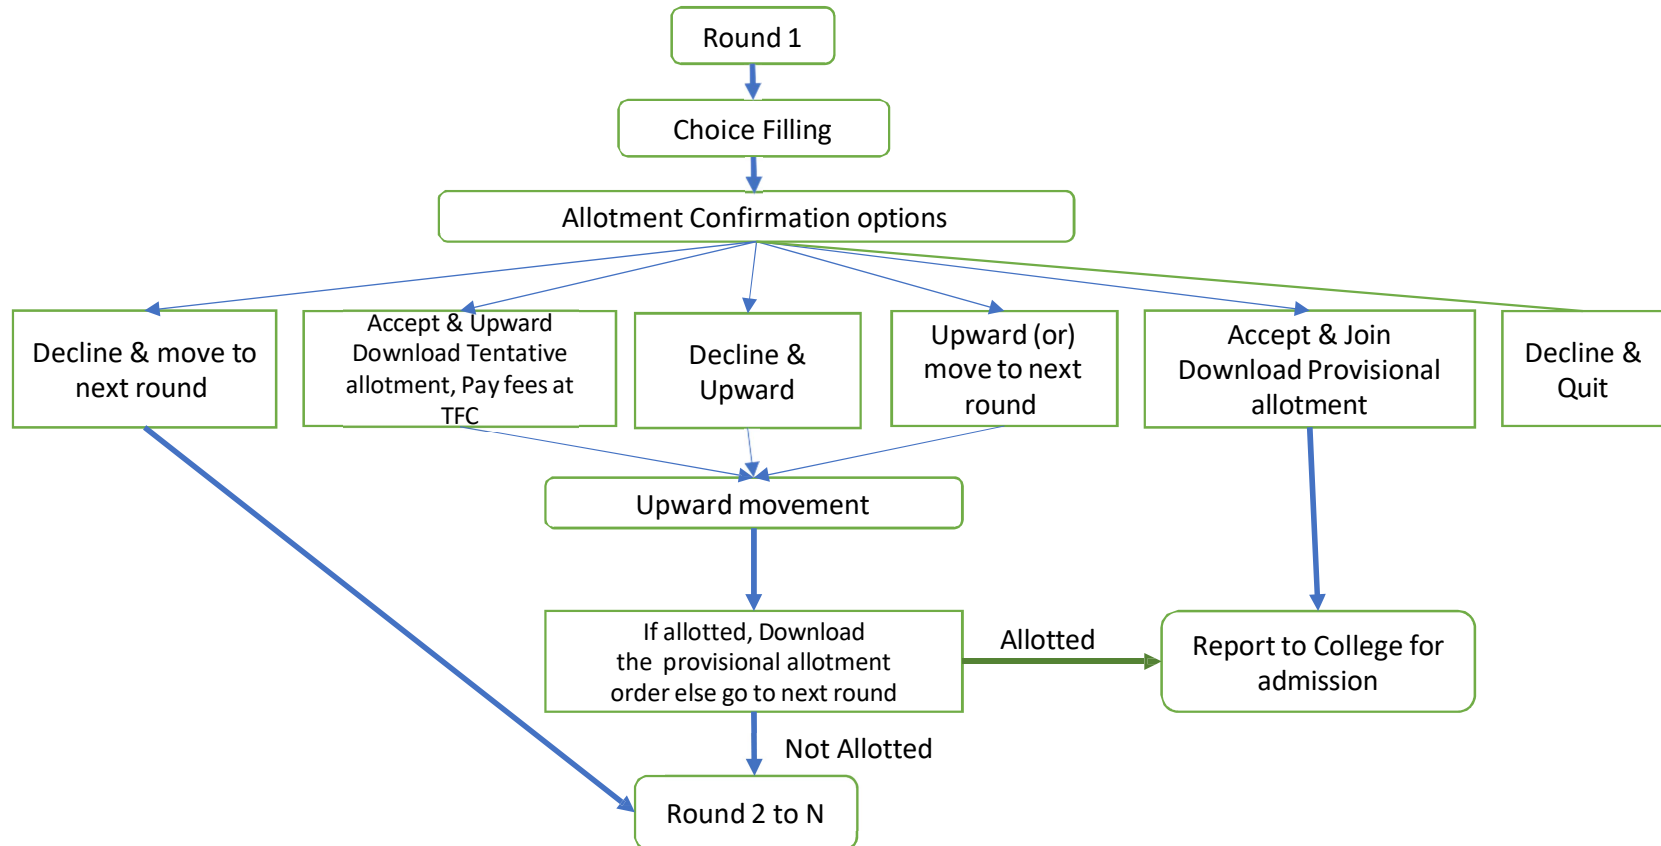 Round 1
Choice Filling
Allotment Confirmation options
Decline & move to
next round
Accept & Upward
Download Tentative
allotment, Pay fees at
TFC
Decline &
Upward
Upward (or)
move to next
round
Accept & Join
Download Provisional
allotment
Decline &
Quit
Upward movement
If allotted, Download
the provisional allotment
order else go to next round
Allotted
Report to College for
admission
Not Allotted
Round 2 to N